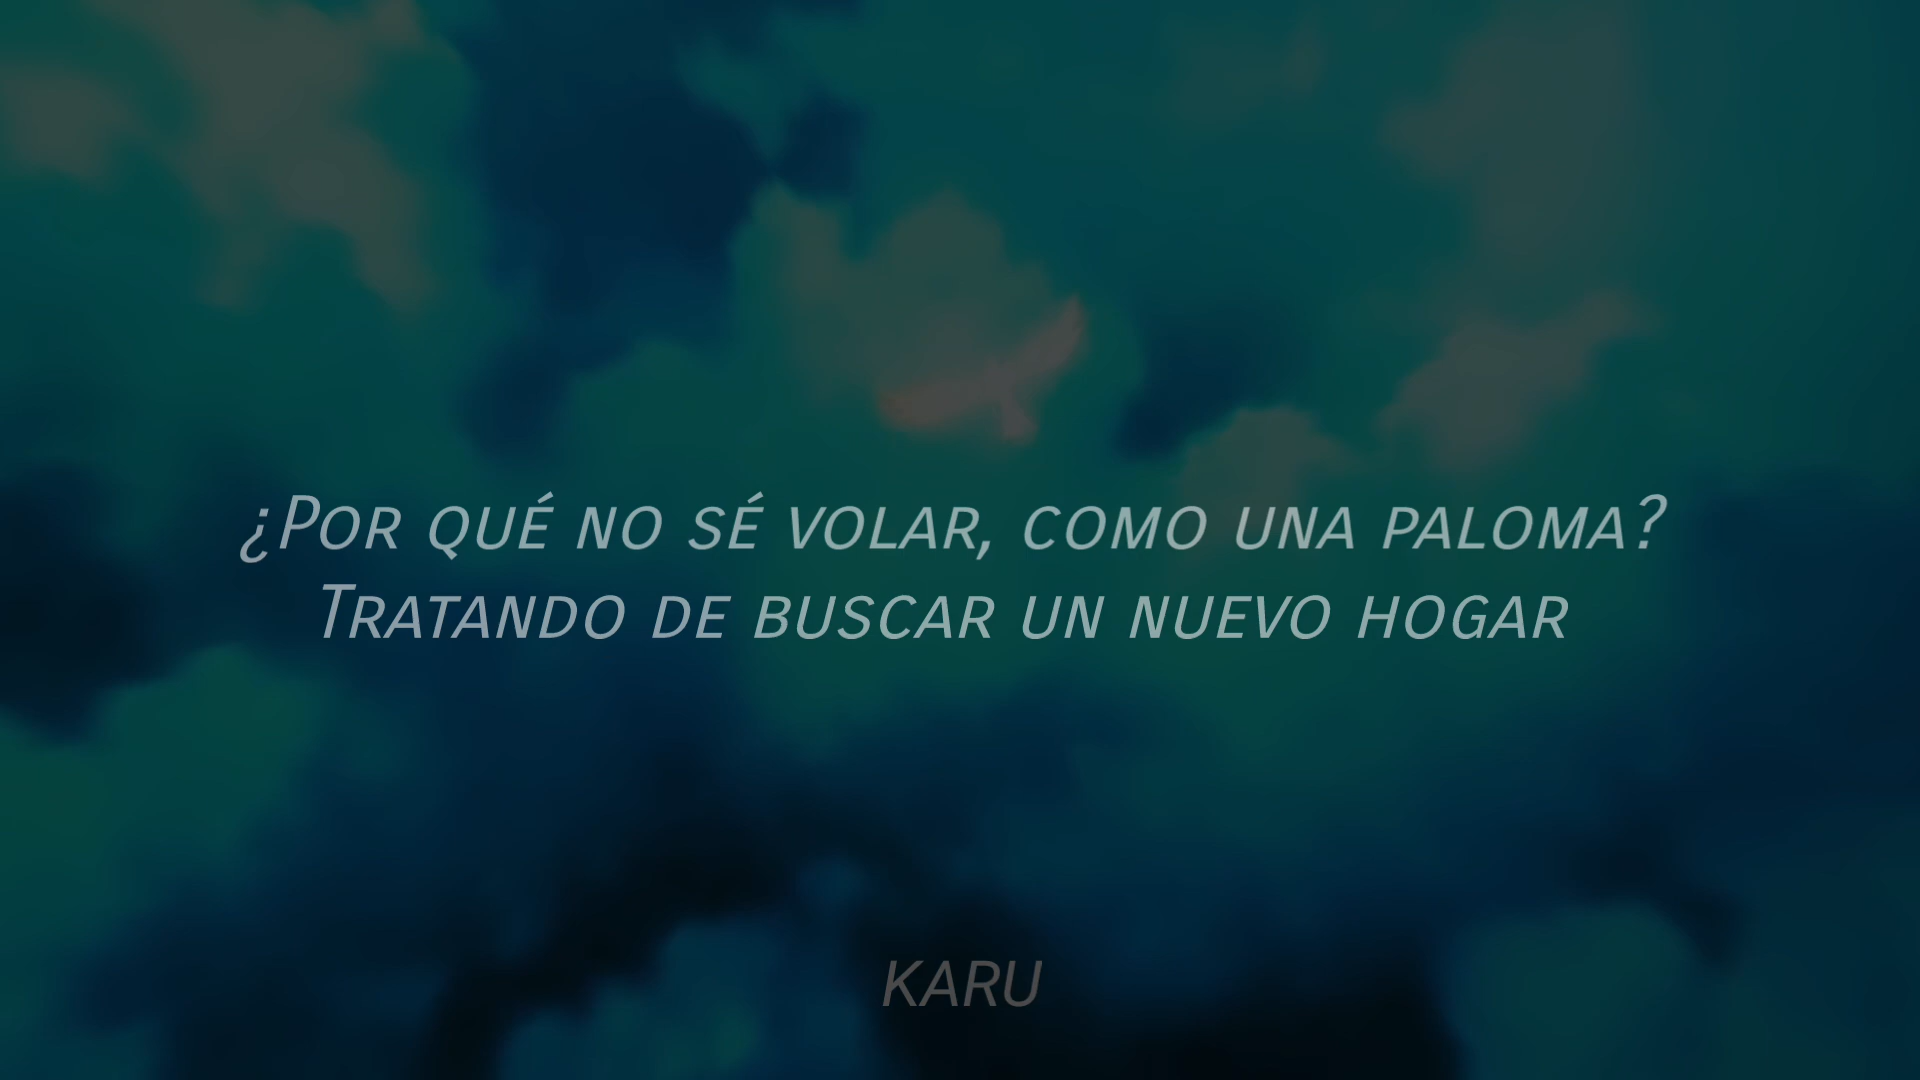 ¿Por qué no sé volar, como una paloma?
Tratando de buscar un nuevo hogar
KARU